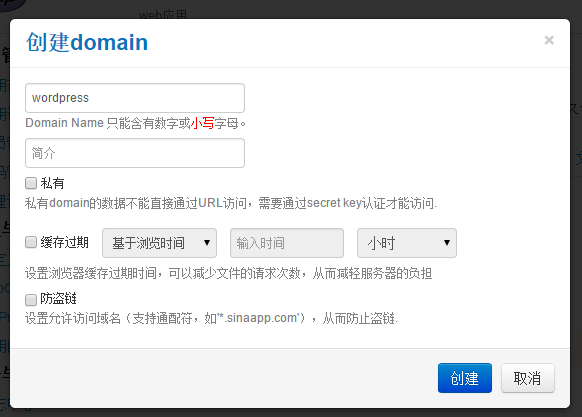 web应用
创建domain
×
wordpress
Domain Name 只能含有数字或小写字母。
简介
私有
私有domain的数据不能直接通过URL访问，需要通过secret key认证才能访问.
缓存过期 基于浏览时间 输入时间 小时
设置浏览器缓存过期时间，可以减少文件的请求次数，从而减轻服务器的负担
防盗链
设置允许访问域名（支持通配符，如'*.sinaapp.com'），从而防止盗链.
创建 取消